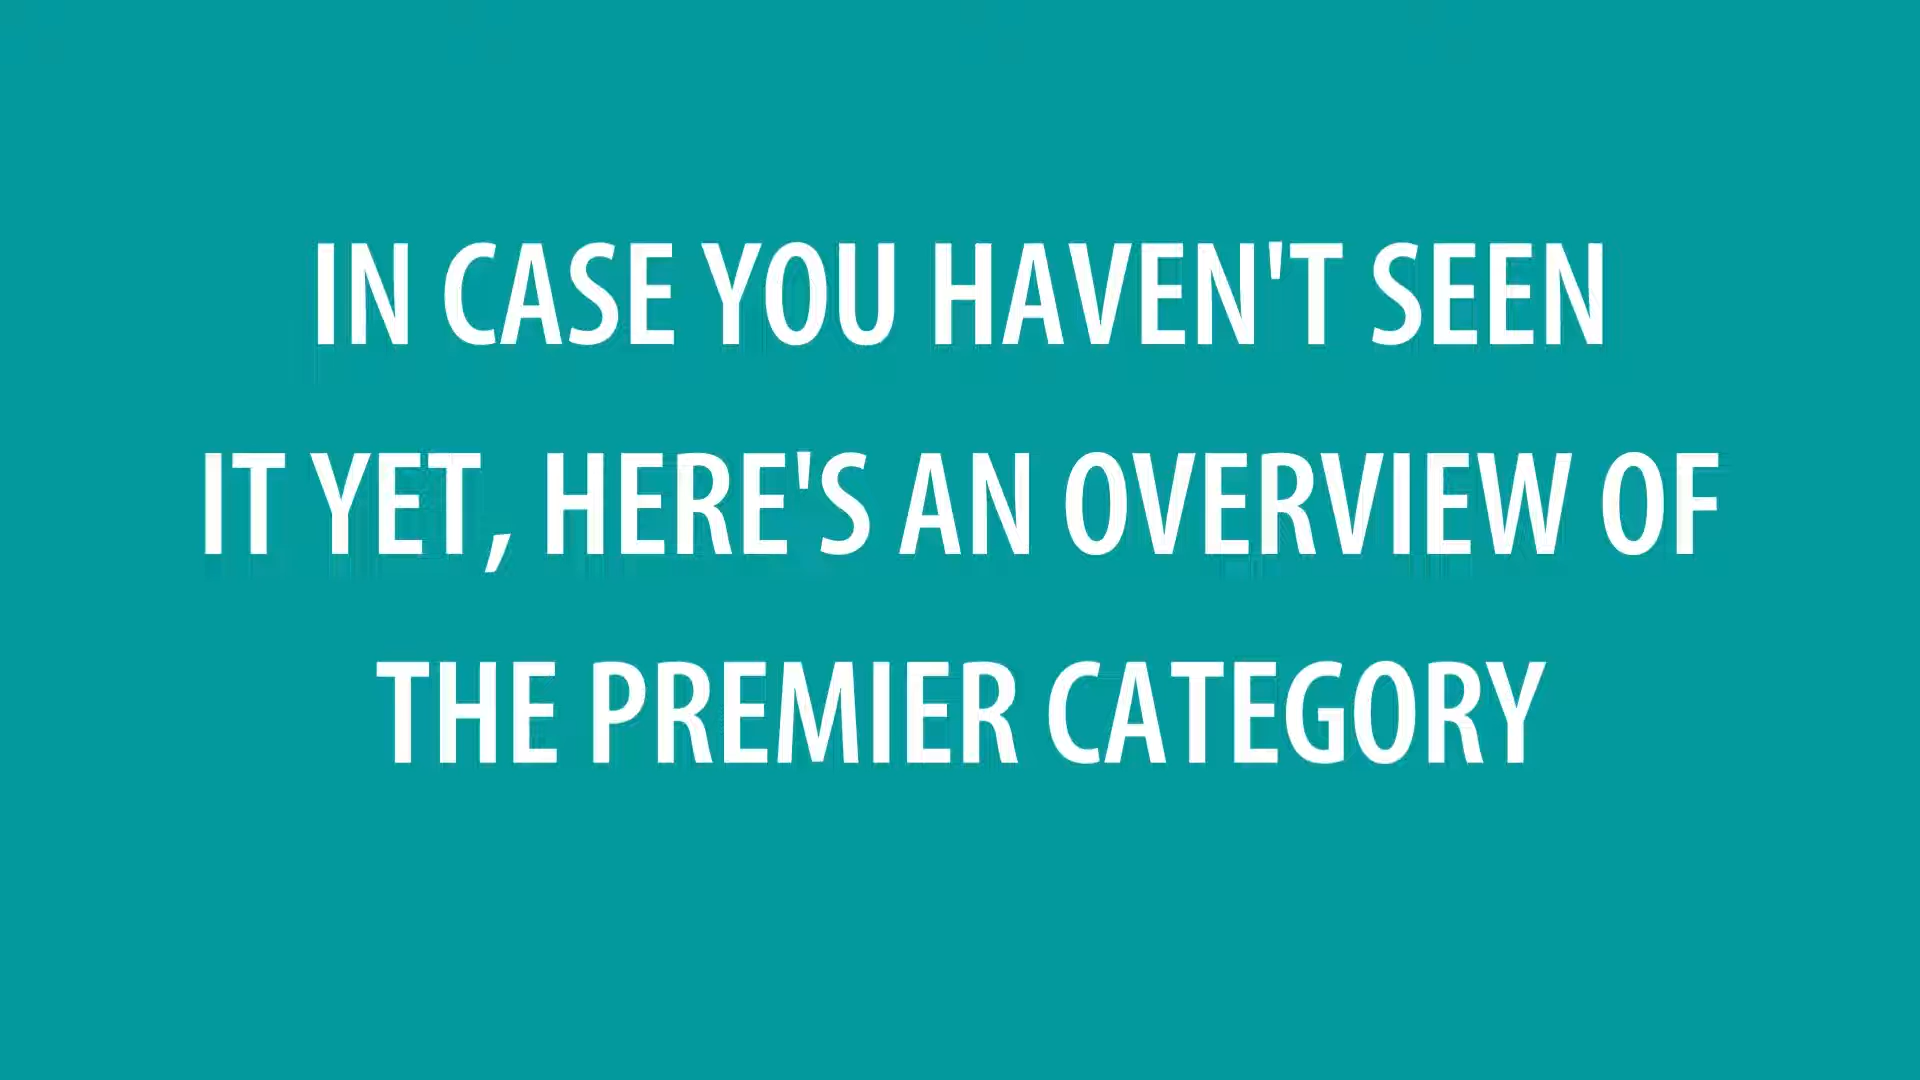 IN CASE YOU HAVEN'T SEEN
IT YET, HERE'S AN OVERVIEW OF
THE PREMIER CATEGORY